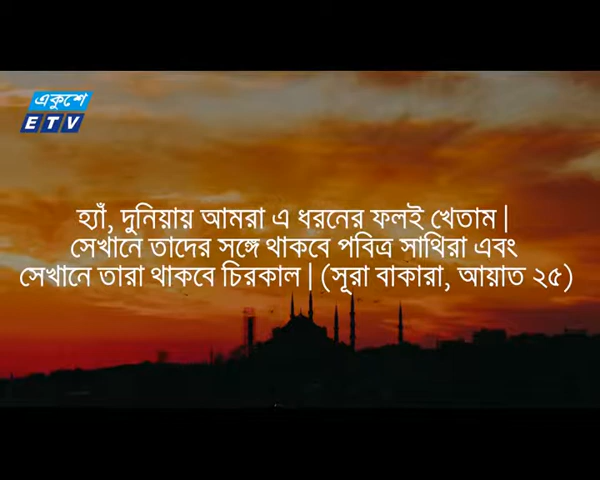 একুশে
ETV
হ্যাঁ, দুনিয়ায় আমরা এ ধরনের ফলই খেতাম |
সেখানে তাদের সঙ্গে থাকবে পবিত্র সাথিরা এবং
সেখানে তারা থাকবে চিরকাল | (সূরা বাকারা, আয়াত ২৫)